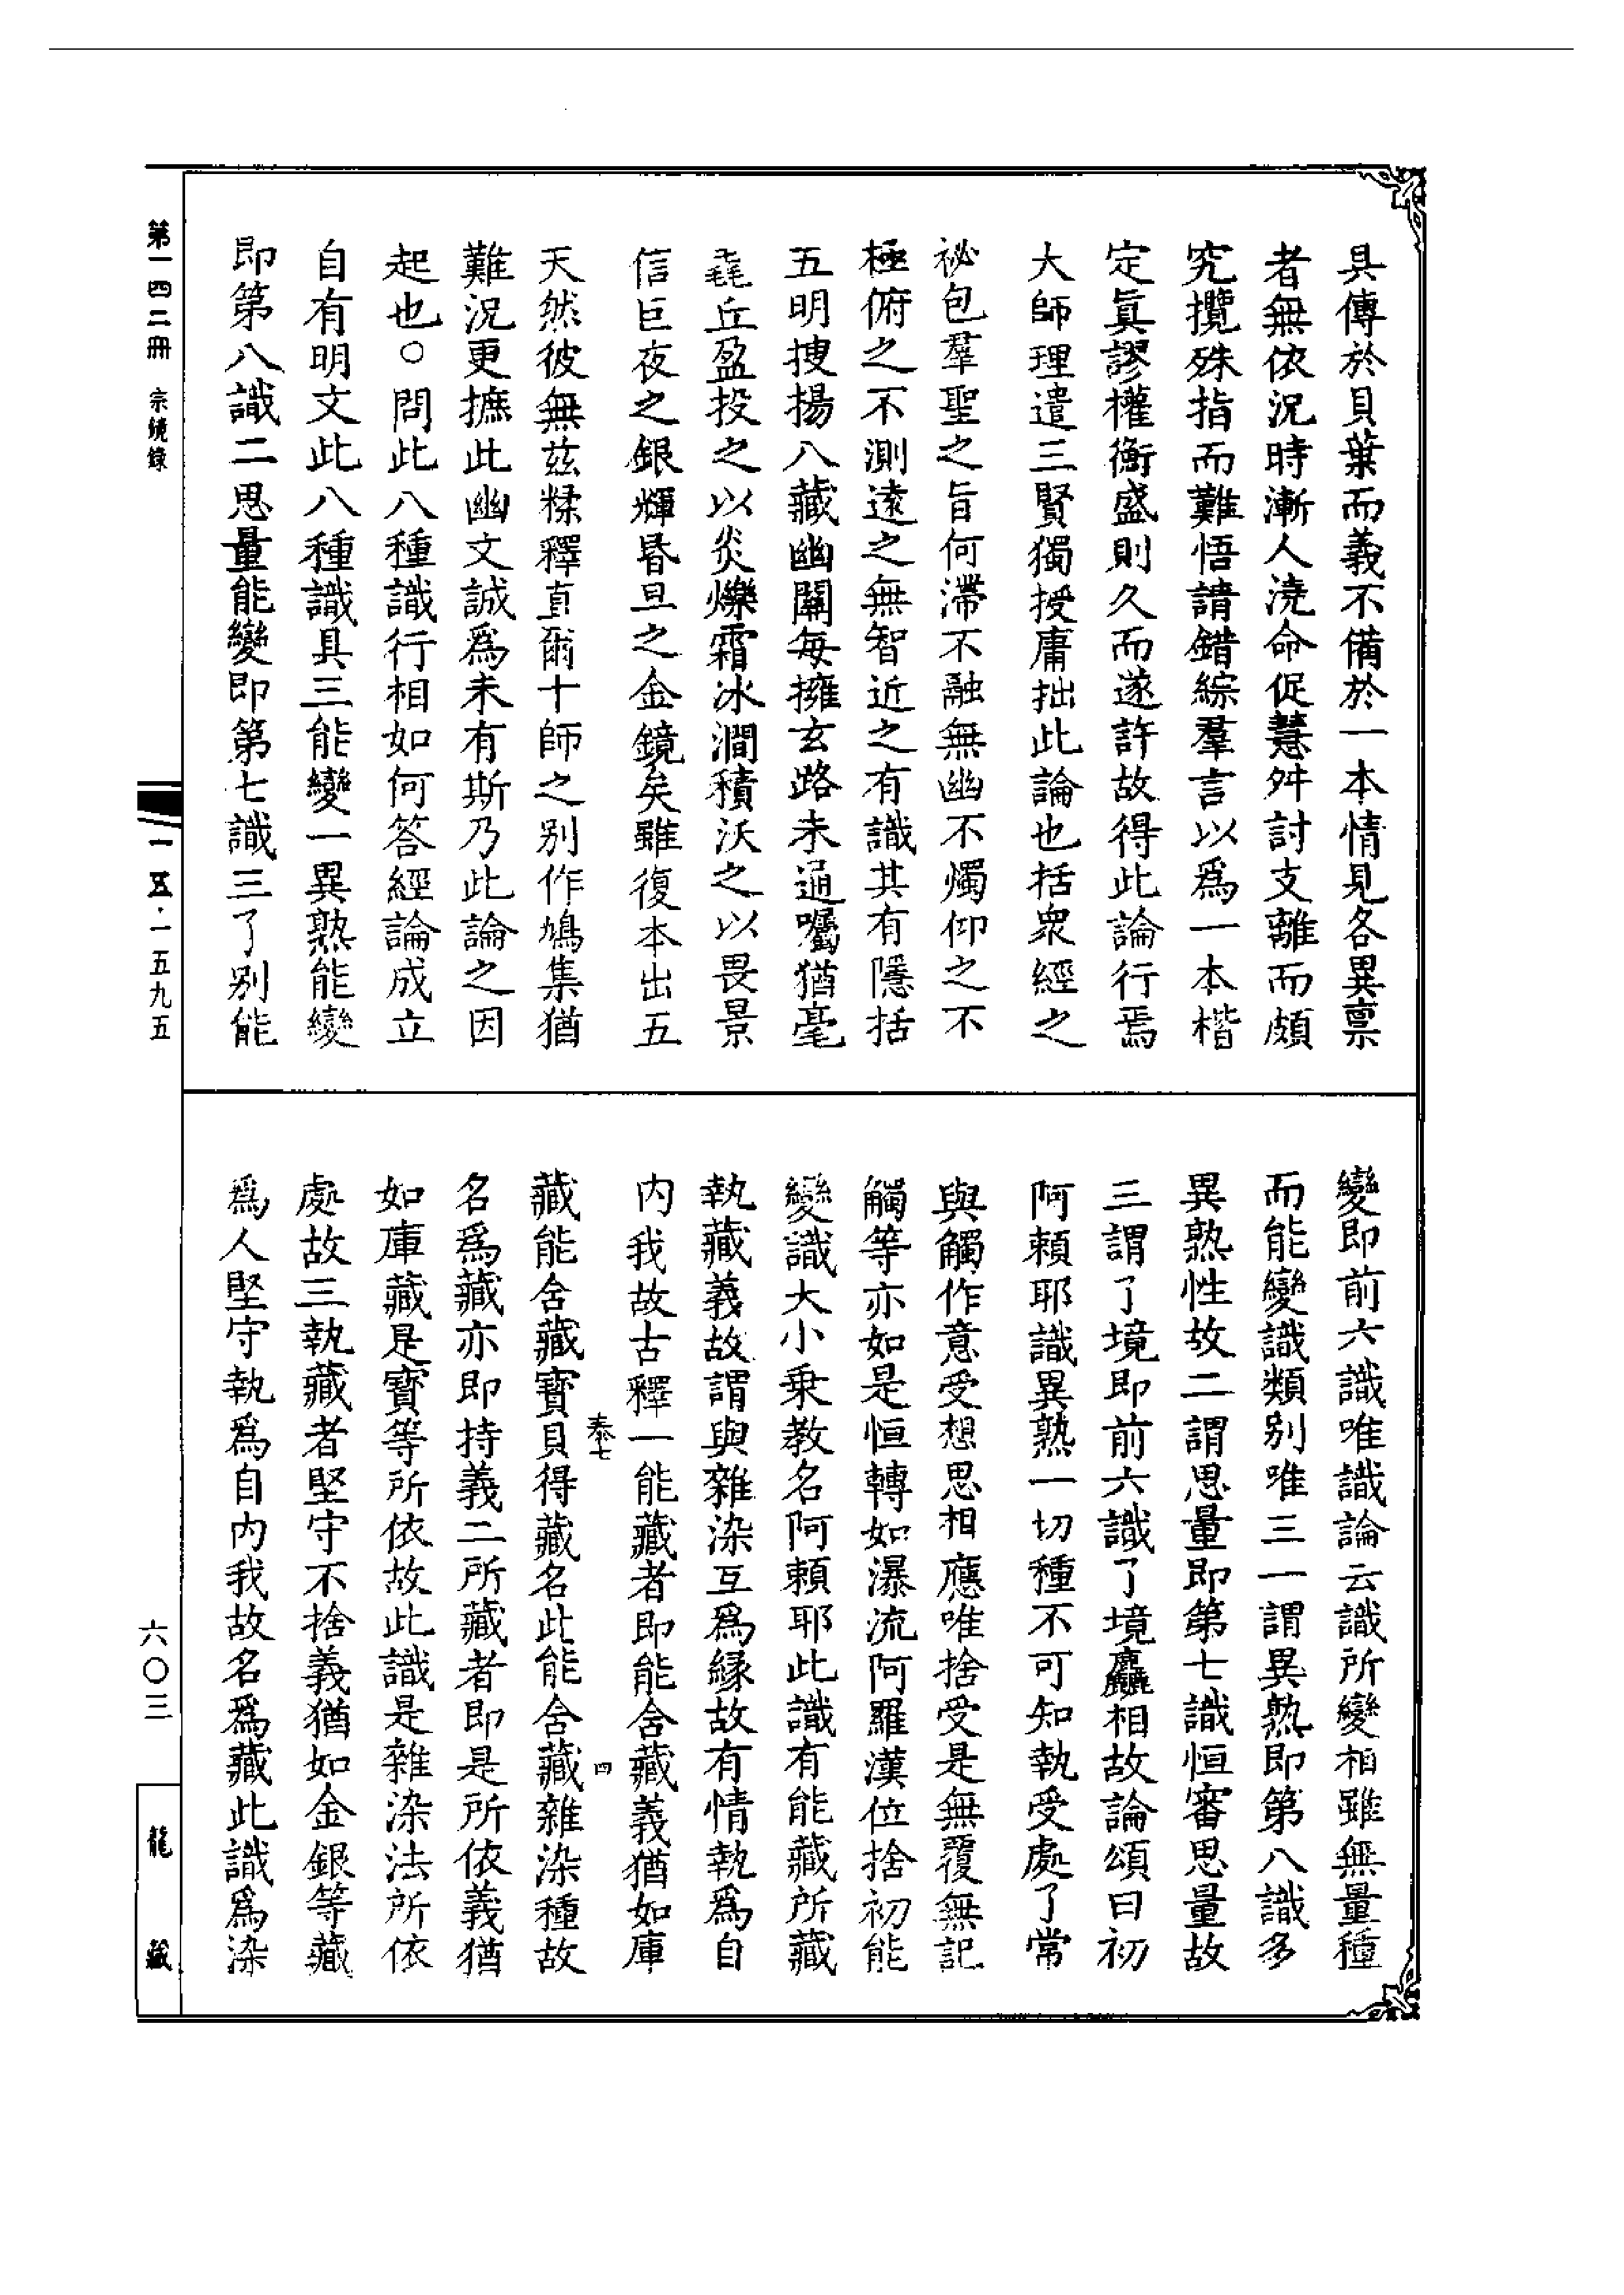 具傳於貝葉而義不備於一本情見各異禀
者無依況時漸人澆命促慧舛討支離而頗
究攬殊指而難悟請錯綜羣言以爲一本楷
定眞謬權衡盛則久而遂許故得此論行焉
大師理遣三賢獨授庸拙此論也括衆經之
祕包羣聖之旨何滯不融無幽不燭仰之不
極俯之不測遠之無智近之有識其有隱括
五明搜揚八藏幽關每擁玄路未通囑猶毫
毳丘盈投之以炎爍霜冰澗積沃之以畏景
信巨夜之銀輝昏旦之金鏡矣雖復本出五
天然彼無茲糅釋直爾十師之別作鳩集猶
難況更摭此幽文誠爲未有斯乃此論之因
起也○問此八種識行相如何答經論成立
自有明文此八種識具三能變一異熟能變
即第八識二思量能變即第七識三了別能
變即前六識唯識論云識所變相雖無量種
而能變識類別唯三一謂異熟即第八識多
異熟性故二謂思量即第七識恒審思量故
三謂了境即前六識了境麤相故論頌曰初
阿賴耶識異熟一切種不可知執受處了常
與觸作意受想思相應唯捨受是無覆無記
觸等亦如是恒轉如瀑流阿羅漢位捨初能
變識大小乗教名阿賴耶此識有能藏所藏
執藏義故謂與雜染互爲縁故有情執爲自
內我故古釋一能藏者即能含藏義猶如庫
藏能含藏寶貝得藏名此能含藏雜染種故
名爲藏亦即持義二所藏者即是所依義猶
如庫藏是寶等所依故此識是雜染法所依
處故三執藏者堅守不捨義猶如金銀等藏
爲人堅守執爲自內我故名爲藏此識爲染
泰七
四
第一四二冊 宗鏡錄
一五·一五九五
六〇三
龍藏